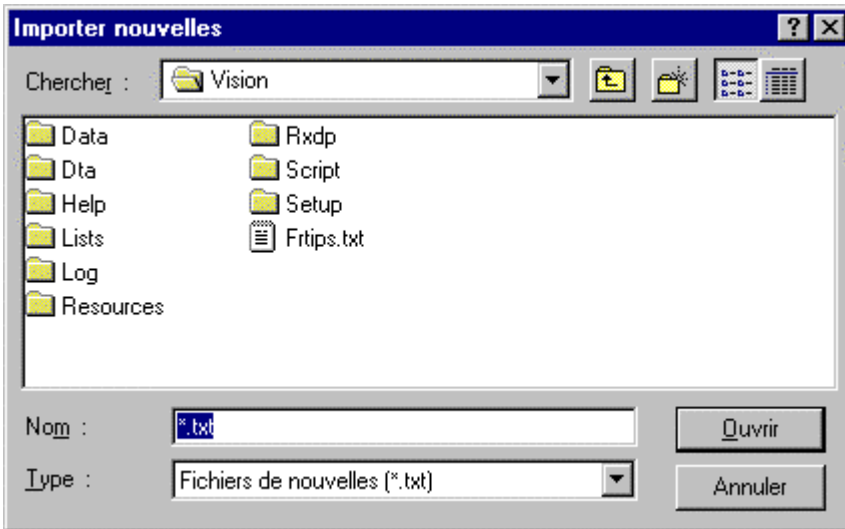 Importer nouvelles
Chercher : Vision
Data Rxdp
Dta Script
Help Setup
Lists Frtips.txt
Log
Resources
Nom : *.txt Ouvrir
Type : Fichiers de nouvelles (*.txt) Annuler